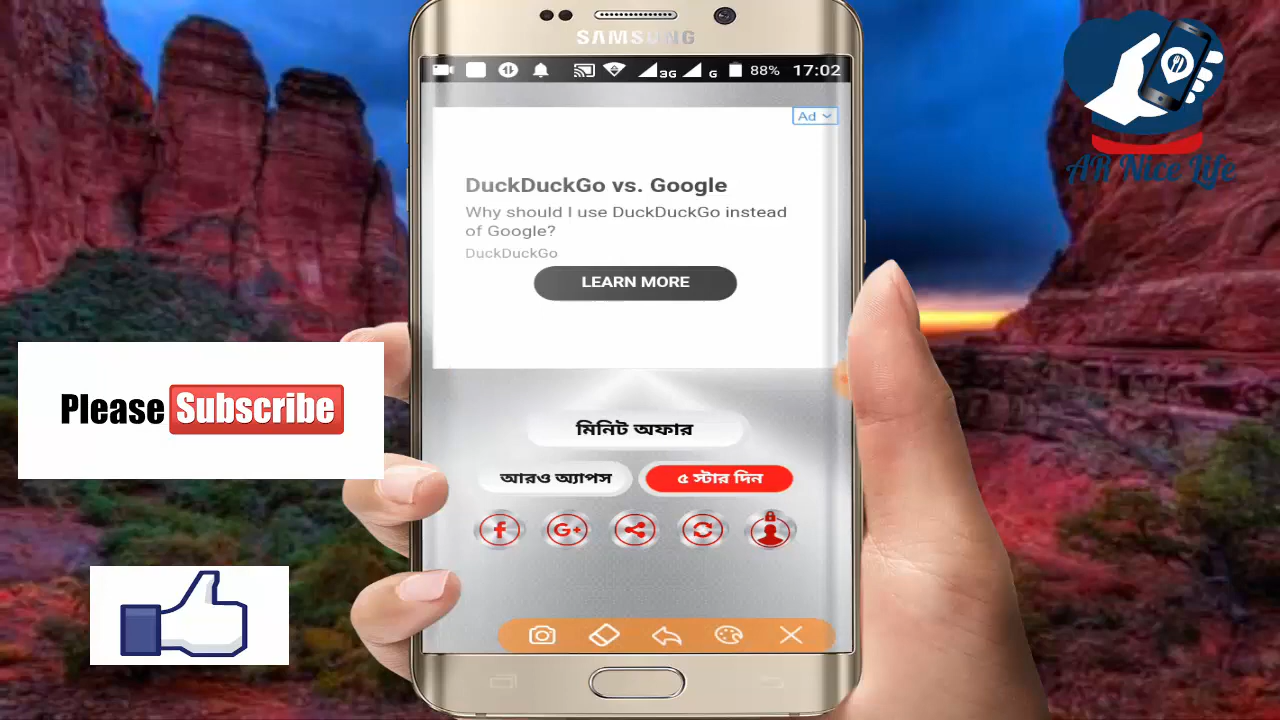 SAMSUNG
3G
G
88%
17:02
Ad
DuckDuckGo vs. Google
Why should I use DuckDuckGo instead
of Google?
DuckDuckGo
LEARN MORE
মিনিট অফার
আরও অ্যাপস
৫ স্টার দিন
f
G+
Please Subscribe
AR Nice Life